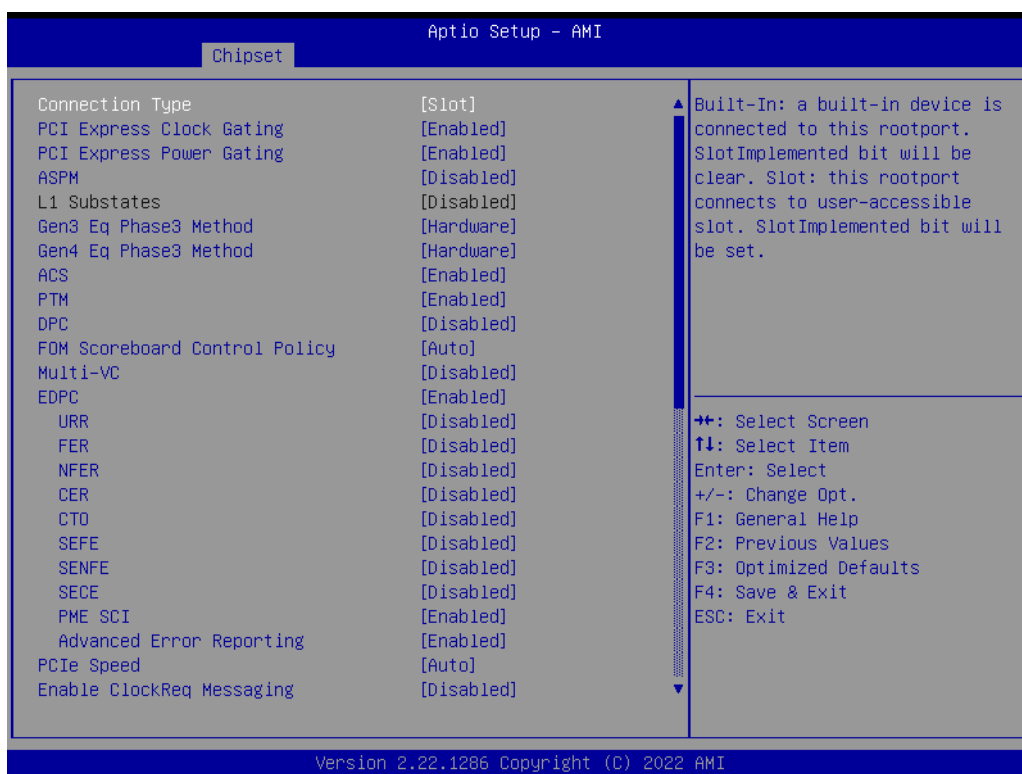 Aptio Setup – AMI
Chipset
Connection Type [Slot]
PCI Express Clock Gating [Enabled]
PCI Express Power Gating [Enabled]
ASPM [Disabled]
L1 Substates [Disabled]
Gen3 Eq Phase3 Method [Hardware]
Gen4 Eq Phase3 Method [Hardware]
ACS [Enabled]
PTM [Enabled]
DPC [Disabled]
FOM Scoreboard Control Policy [Auto]
Multi-VC [Disabled]
EDPC [Enabled]
URR [Disabled]
FER [Disabled]
NFER [Disabled]
CER [Disabled]
CTO [Disabled]
SEFE [Disabled]
SENFE [Disabled]
SECE [Disabled]
PME SCI [Enabled]
Advanced Error Reporting [Enabled]
PCIe Speed [Auto]
Enable ClockReq Messaging [Disabled]
Built-In: a built-in device is
connected to this rootport.
SlotImplemented bit will be
clear. Slot: this rootport
connects to user-accessible
slot. SlotImplemented bit will
be set.
→←: Select Screen
↑↓: Select Item
Enter: Select
+/-: Change Opt.
F1: General Help
F2: Previous Values
F3: Optimized Defaults
F4: Save & Exit
ESC: Exit
Version 2.22.1286 Copyright (C) 2022 AMI